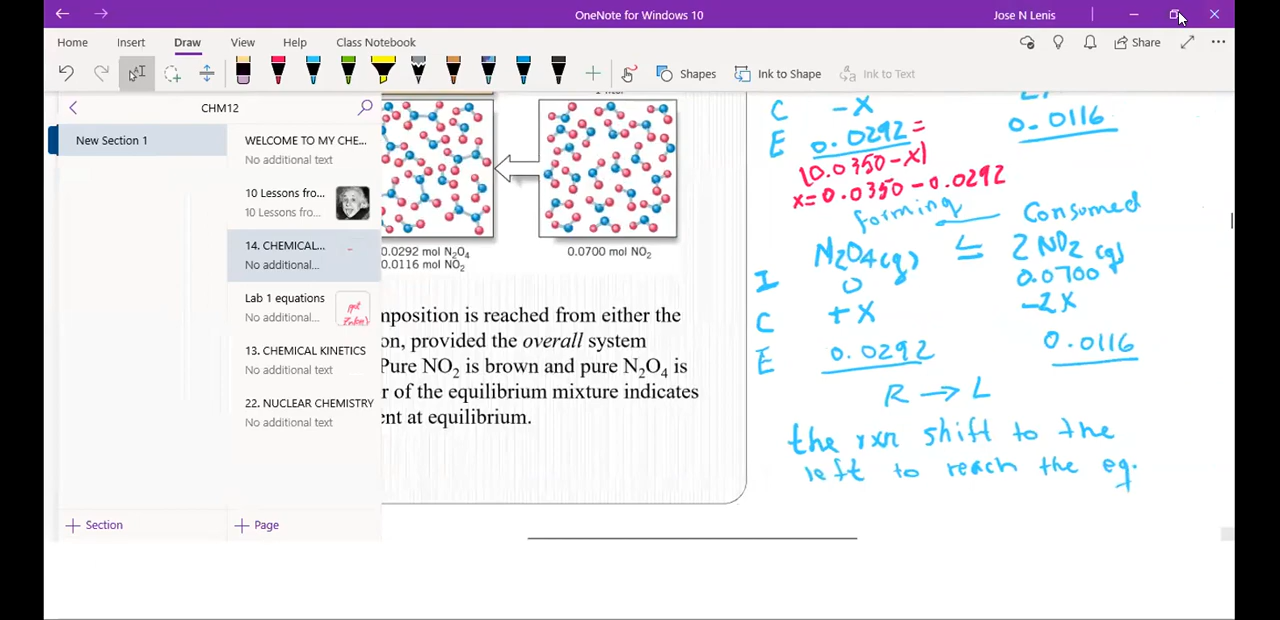 OneNote for Windows 10
Jose N Lenis
Home Insert Draw View Help Class Notebook
Share
Shapes
Ink to Shape
Ink to Text
CHM12
New Section 1
WELCOME TO MY CHE...
No additional text
10 Lessons fro...
10 Lessons fro...
14. CHEMICAL...
No additional...
Lab 1 equations
No additional...
13. CHEMICAL KINETICS
No additional text
22. NUCLEAR CHEMISTRY
No additional text
+ Section
+ Page
0.0292 mol N₂O₄
0.0116 mol NO₂
0.0700 mol NO₂
mposition is reached from either the
on, provided the overall system
Pure NO₂ is brown and pure N₂O₄ is
r of the equilibrium mixture indicates
ent at equilibrium.
C -X
E 0.0292 = 0.0116
(0.0350-X)
X=0.0350-0.0292
forming Consumed
N₂O₄(g) ⇆ 2 NO₂ (g)
I 0 0.0700
C +X -2X
E 0.0292 0.0116
R → L
the rxn shift to the
left to reach the eq.